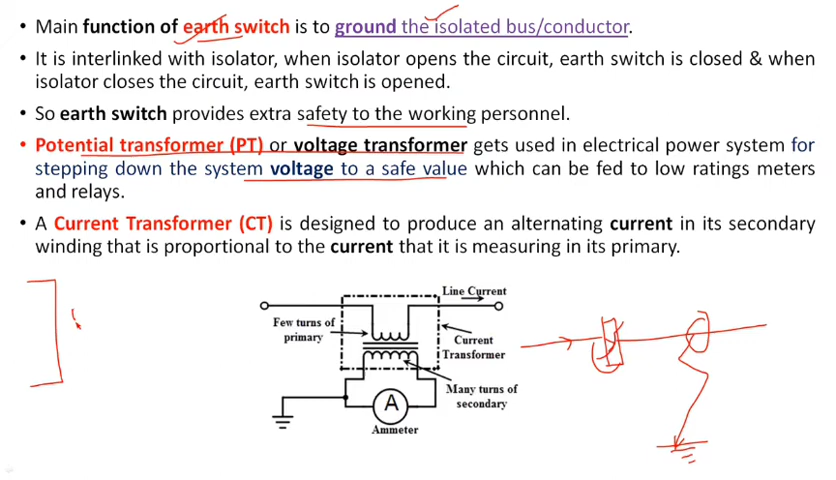 • Main function of earth switch is to ground the isolated bus/conductor.
• It is interlinked with isolator, when isolator opens the circuit, earth switch is closed & when
isolator closes the circuit, earth switch is opened.
• So earth switch provides extra safety to the working personnel.
• Potential transformer (PT) or voltage transformer gets used in electrical power system for
stepping down the system voltage to a safe value which can be fed to low ratings meters
and relays.
• A Current Transformer (CT) is designed to produce an alternating current in its secondary
winding that is proportional to the current that it is measuring in its primary.
Line Current
Few turns of
primary
Current
Transformer
Many turns of
secondary
A
Ammeter